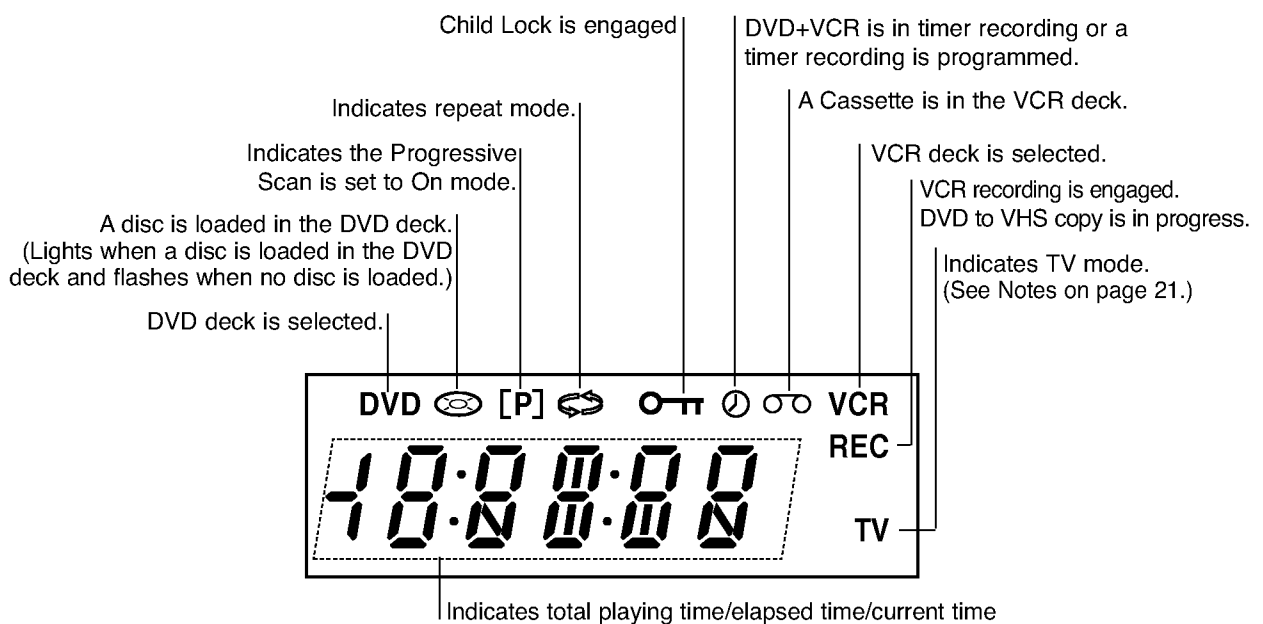 Child Lock is engaged
DVD+VCR is in timer recording or a
timer recording is programmed.
Indicates repeat mode.
A Cassette is in the VCR deck.
Indicates the Progressive
Scan is set to On mode.
VCR deck is selected.
VCR recording is engaged.
DVD to VHS copy is in progress.
A disc is loaded in the DVD deck.
(Lights when a disc is loaded in the DVD
deck and flashes when no disc is loaded.)
Indicates TV mode.
(See Notes on page 21.)
DVD deck is selected.
DVD [P] VCR
REC
TV
Indicates total playing time/elapsed time/current time